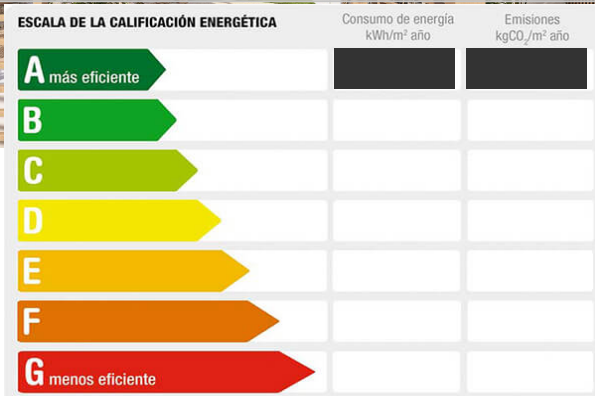 ESCALA DE LA CALIFICACIÓN ENERGÉTICA
Consumo de energía
kWh/m² año
Emisiones
kgCO₂/m² año
A más eficiente
B
C
D
E
F
G menos eficiente